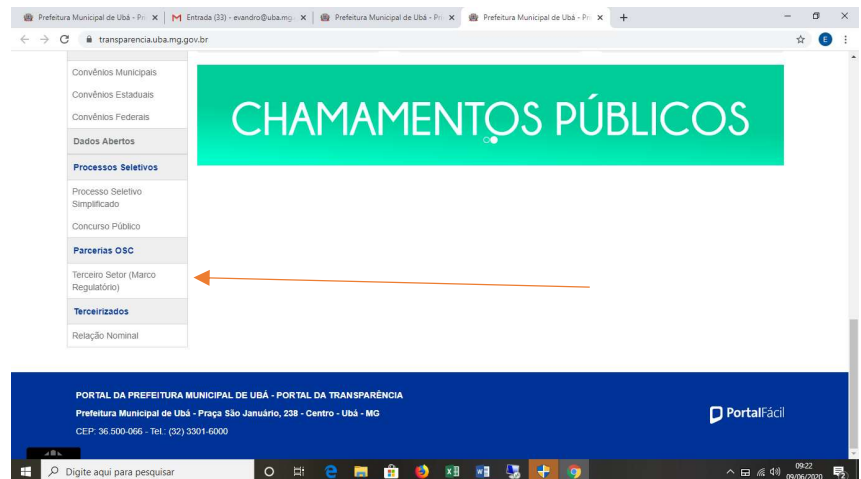 Prefeitura Municipal de Ubá - Pr
Entrada (33) - evandro@uba.mg.
Prefeitura Municipal de Ubá - Pr
Prefeitura Municipal de Ubá - Pr
transparencia.uba.mg.gov.br
E
Convênios Municipais
Convênios Estaduais
Convênios Federais
Dados Abertos
Processos Seletivos
Processo Seletivo
Simplificado
Concurso Público
Parcerias OSC
Terceiro Setor (Marco
Regulatório)
Terceirizados
Relação Nominal
CHAMAMENTOS PÚBLICOS
PORTAL DA PREFEITURA MUNICIPAL DE UBÁ - PORTAL DA TRANSPARÊNCIA
Prefeitura Municipal de Ubá - Praça São Januário, 238 - Centro - Ubá - MG
CEP: 36.500-066 - Tel.: (32) 3301-6000
PortalFácil
Digite aqui para pesquisar
09:22
09/06/2020